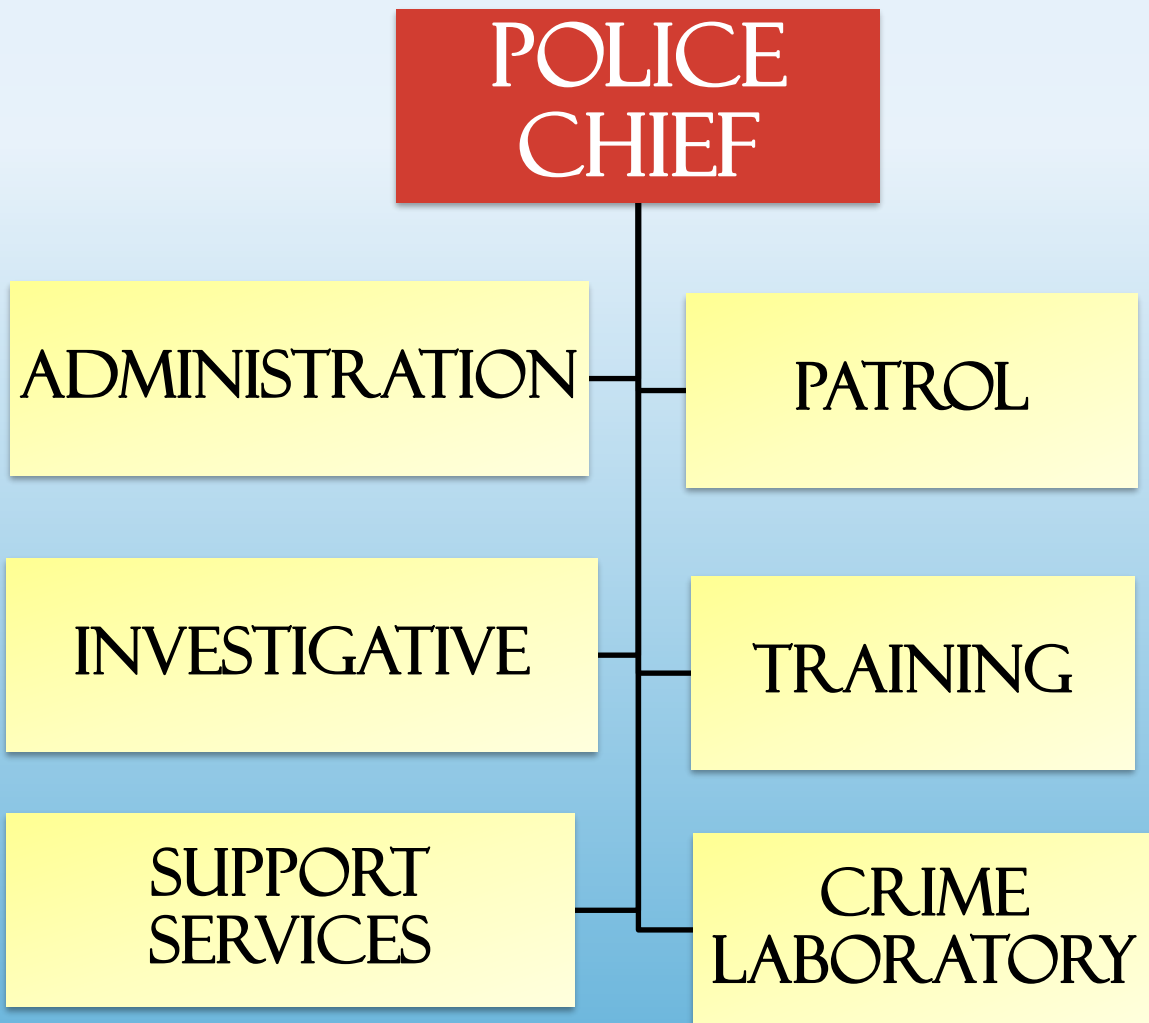 POLICE
CHIEF
ADMINISTRATION
PATROL
INVESTIGATIVE
TRAINING
SUPPORT
SERVICES
CRIME
LABORATORY